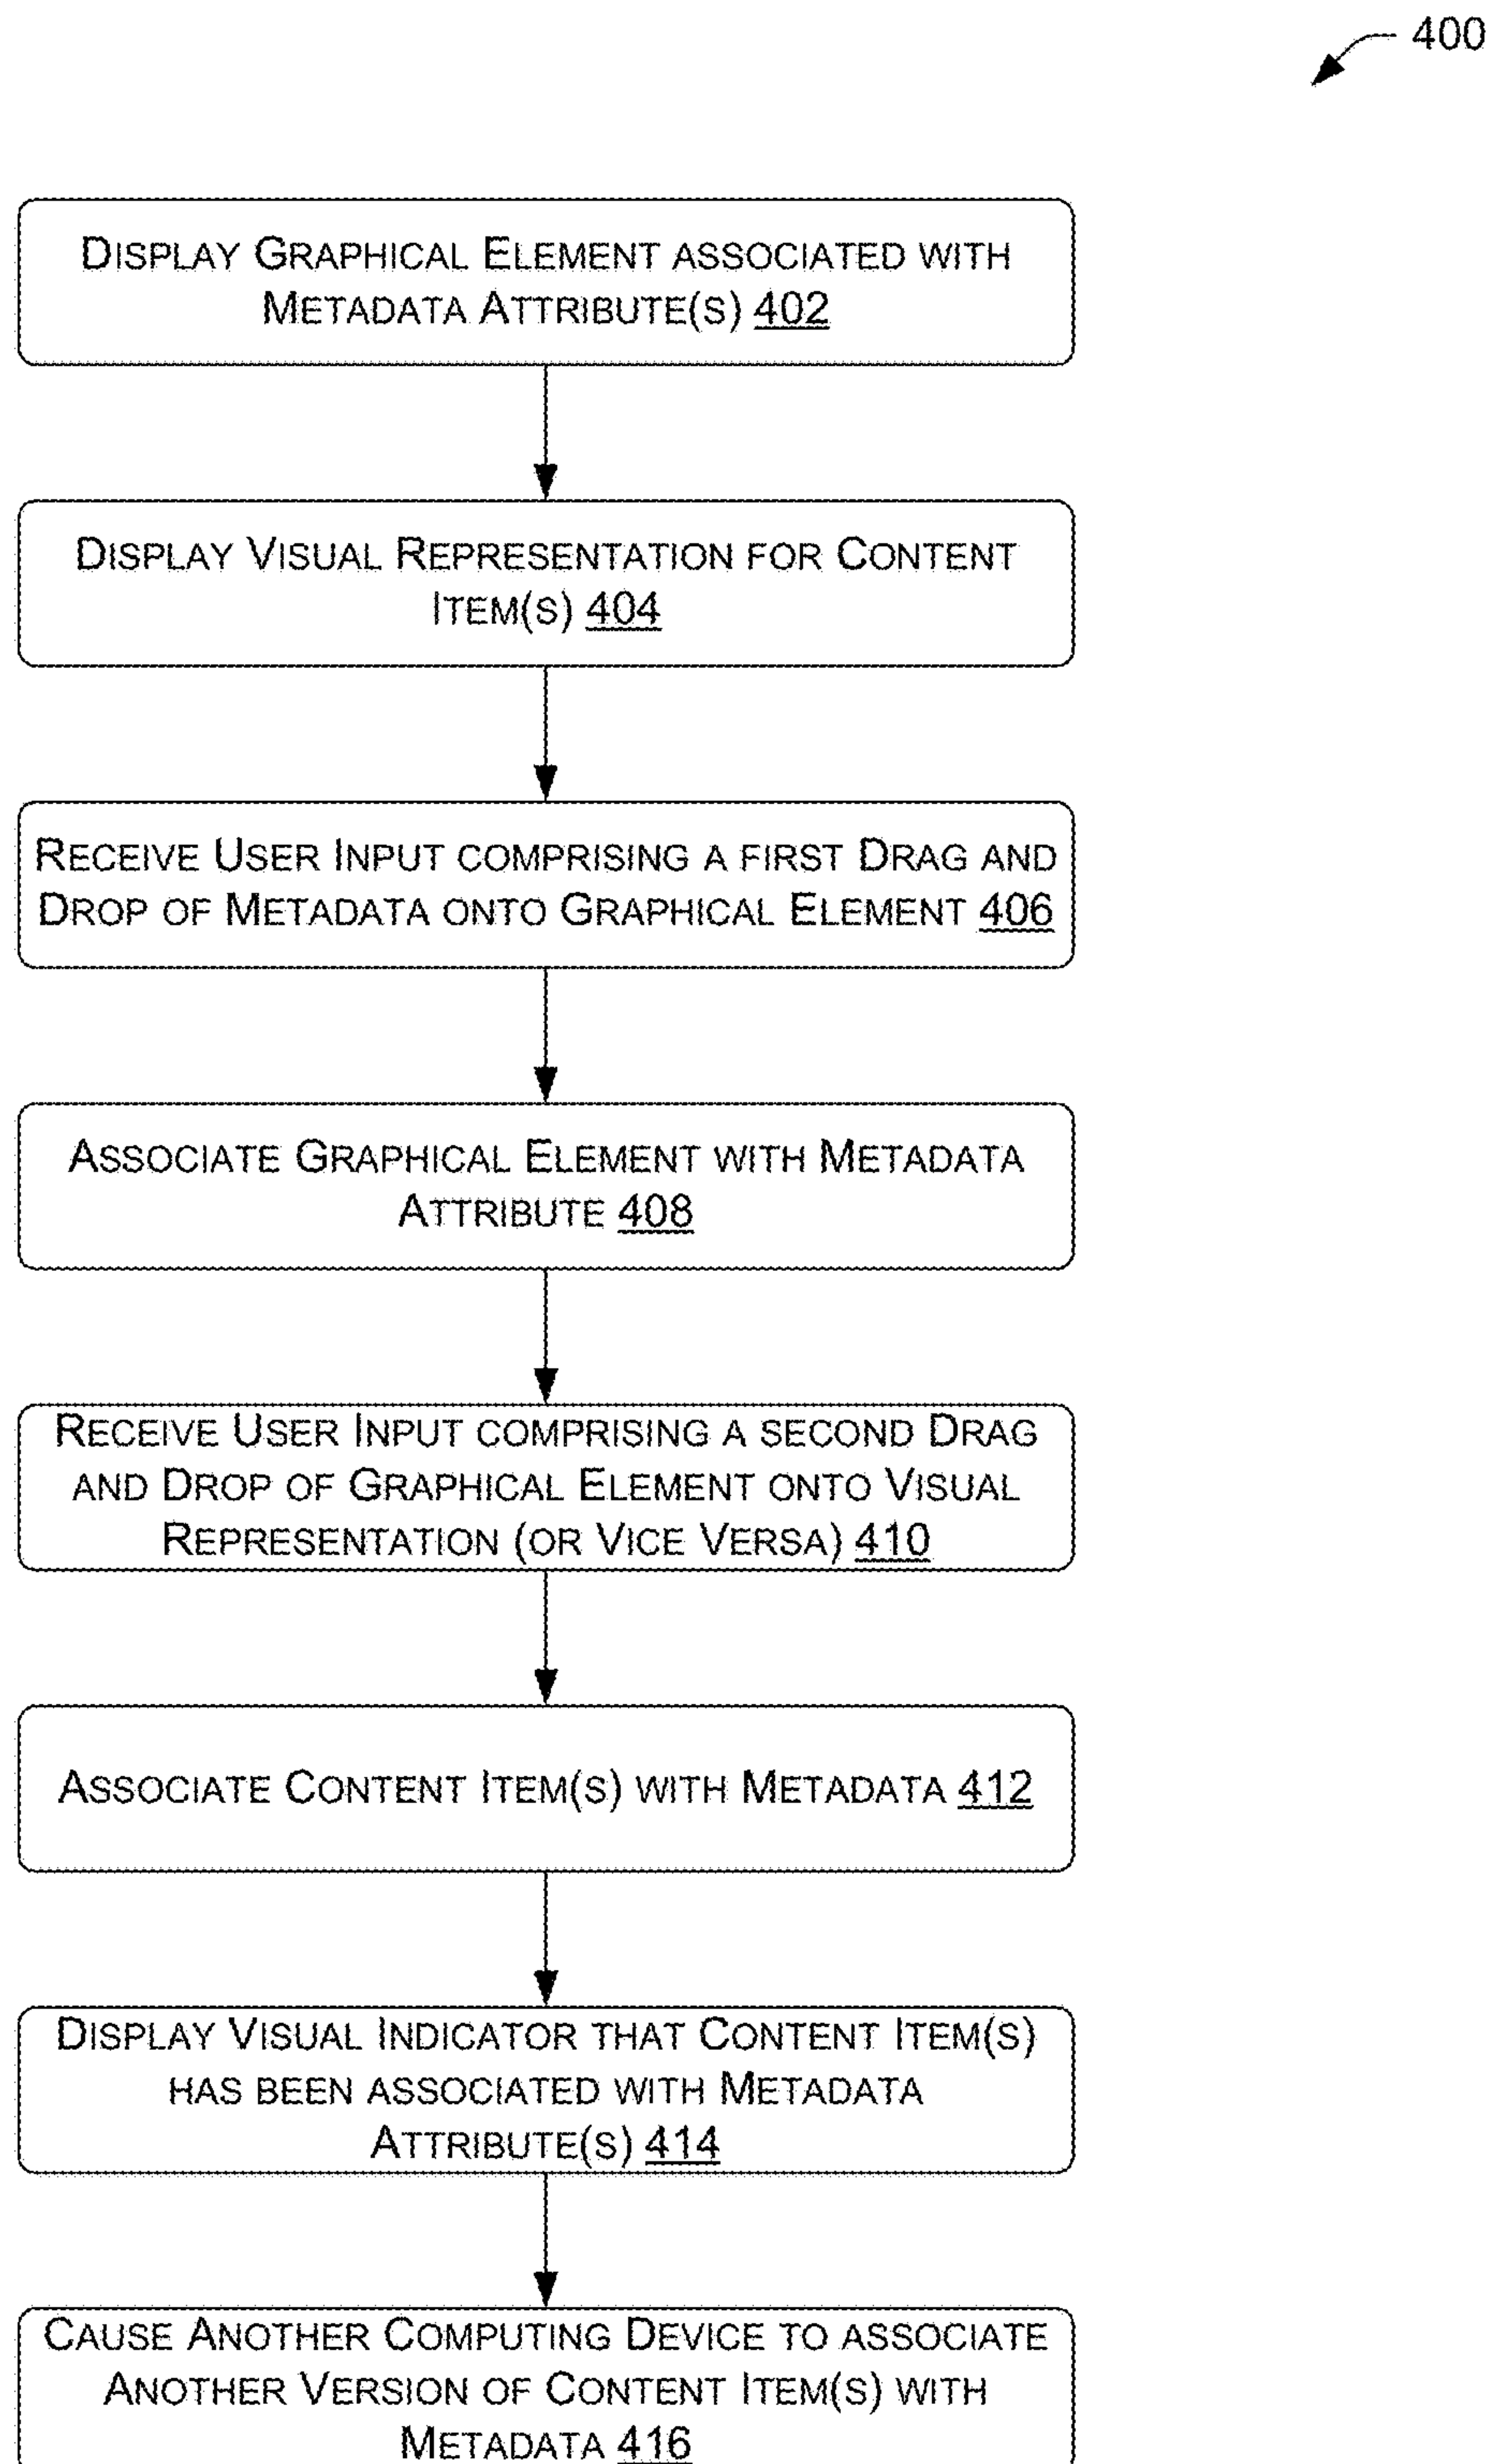 400
DISPLAY GRAPHICAL ELEMENT ASSOCIATED WITH
METADATA ATTRIBUTE(S) 402
DISPLAY VISUAL REPRESENTATION FOR CONTENT
ITEM(S) 404
RECEIVE USER INPUT COMPRISING A FIRST DRAG AND
DROP OF METADATA ONTO GRAPHICAL ELEMENT 406
ASSOCIATE GRAPHICAL ELEMENT WITH METADATA
ATTRIBUTE 408
RECEIVE USER INPUT COMPRISING A SECOND DRAG
AND DROP OF GRAPHICAL ELEMENT ONTO VISUAL
REPRESENTATION (OR VICE VERSA) 410
ASSOCIATE CONTENT ITEM(S) WITH METADATA 412
DISPLAY VISUAL INDICATOR THAT CONTENT ITEM(S)
HAS BEEN ASSOCIATED WITH METADATA
ATTRIBUTE(S) 414
CAUSE ANOTHER COMPUTING DEVICE TO ASSOCIATE
ANOTHER VERSION OF CONTENT ITEM(S) WITH
METADATA 416